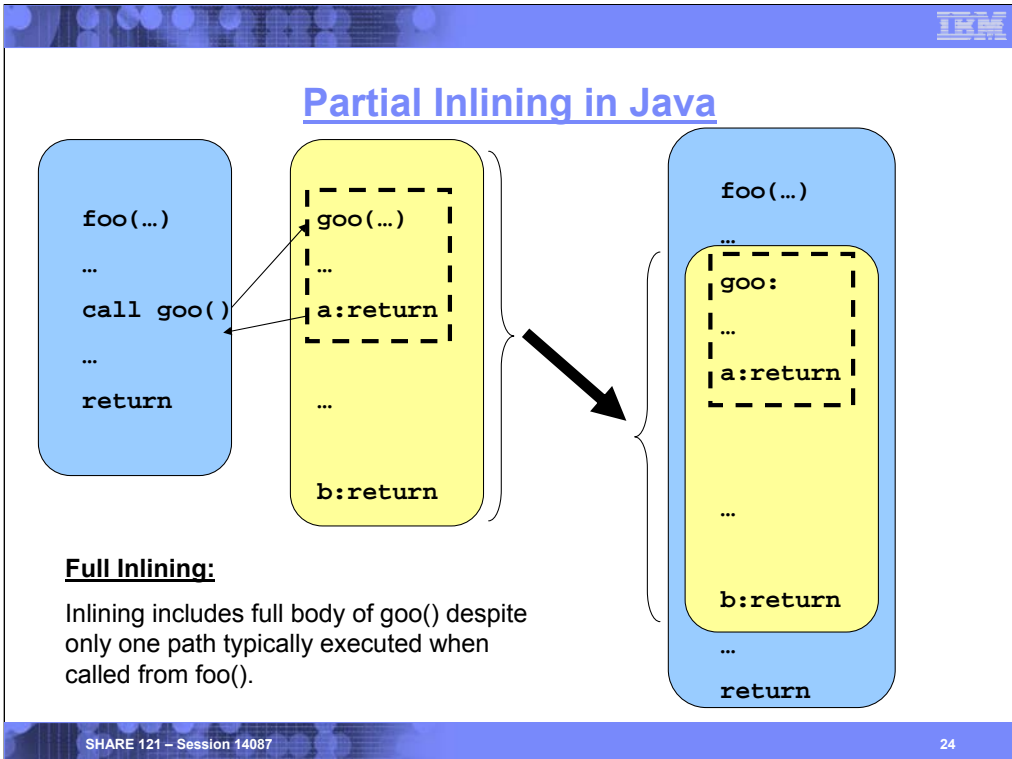 IBM
Partial Inlining in Java
foo(…)
…
call goo()
…
return
goo(…)
…
a:return
…
b:return
foo(…)
…
goo:
…
a:return
…
b:return
…
return
Full Inlining:
Inlining includes full body of goo() despite
only one path typically executed when
called from foo().
SHARE 121 – Session 14087
24